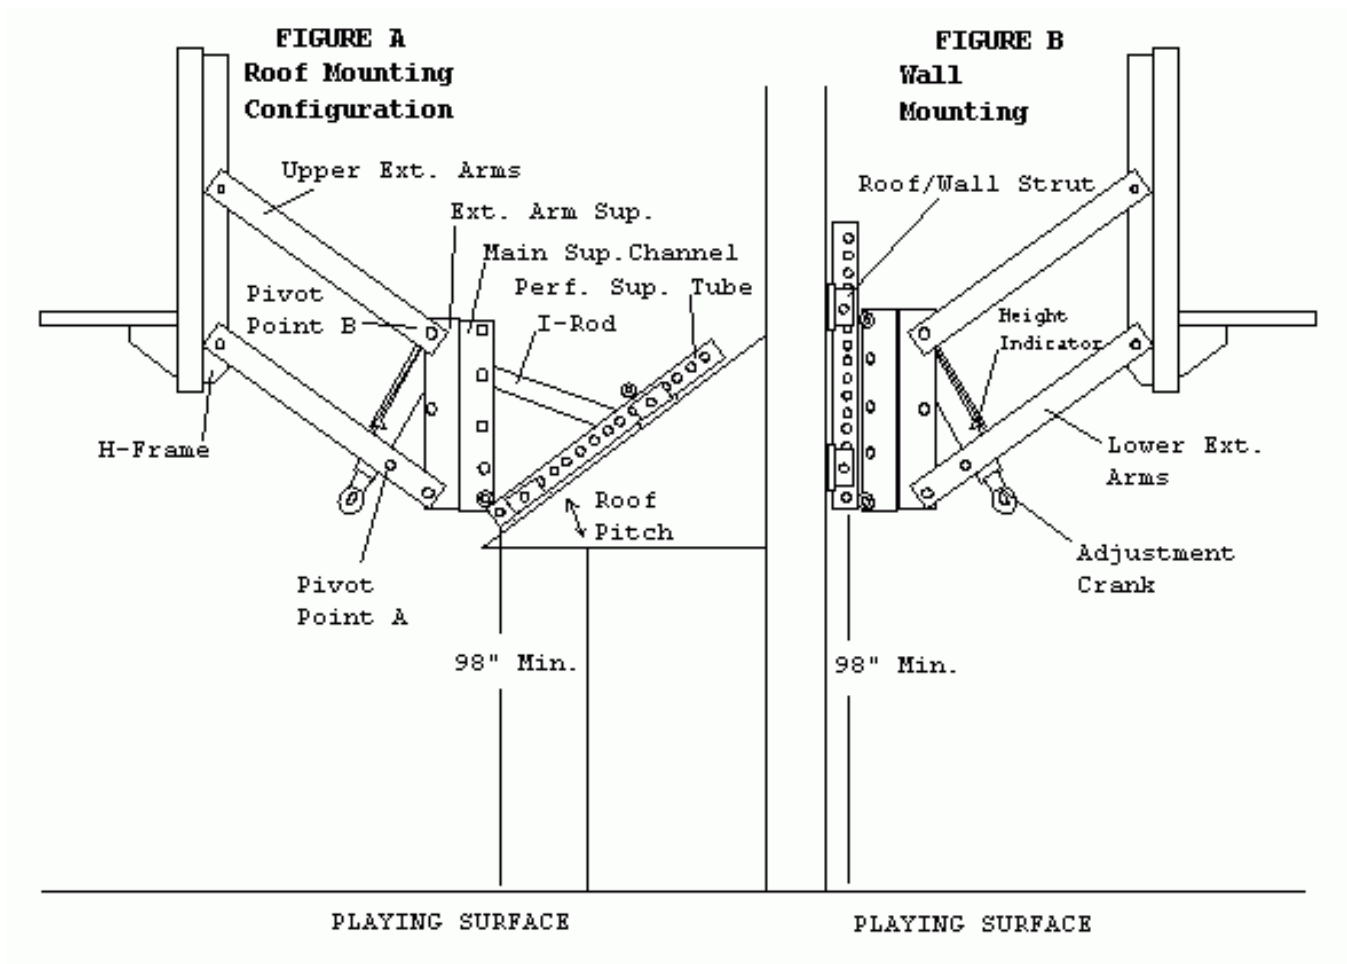 FIGURE A
Roof Mounting
Configuration
Upper Ext. Arms
Ext. Arm Sup.
Main Sup.Channel
Perf. Sup. Tube
I-Rod
Pivot
Point B
H-Frame
Roof
Pitch
Pivot
Point A
98" Min.
PLAYING SURFACE
FIGURE B
Wall
Mounting
Roof/Wall Strut
Height
Indicator
Lower Ext.
Arms
Adjustment
Crank
98" Min.
PLAYING SURFACE